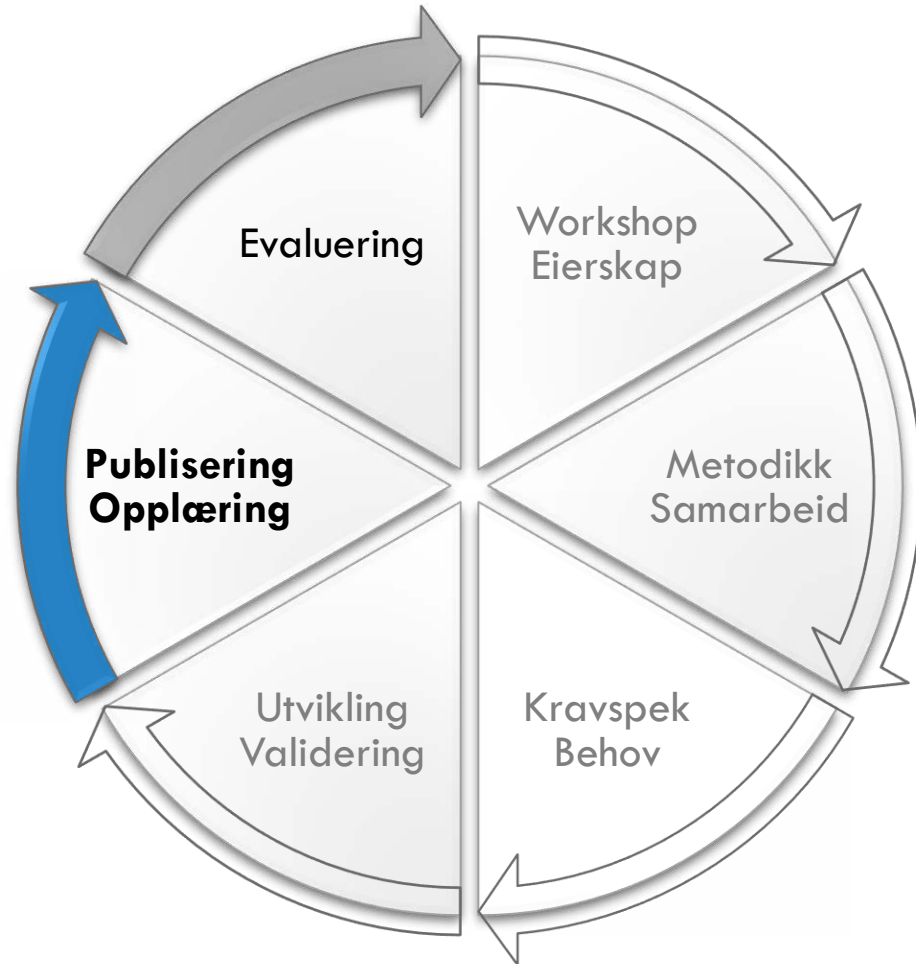 Evaluering
Workshop
Eierskap
Publisering
Opplæring
Metodikk
Samarbeid
Utvikling
Validering
Kravspek
Behov